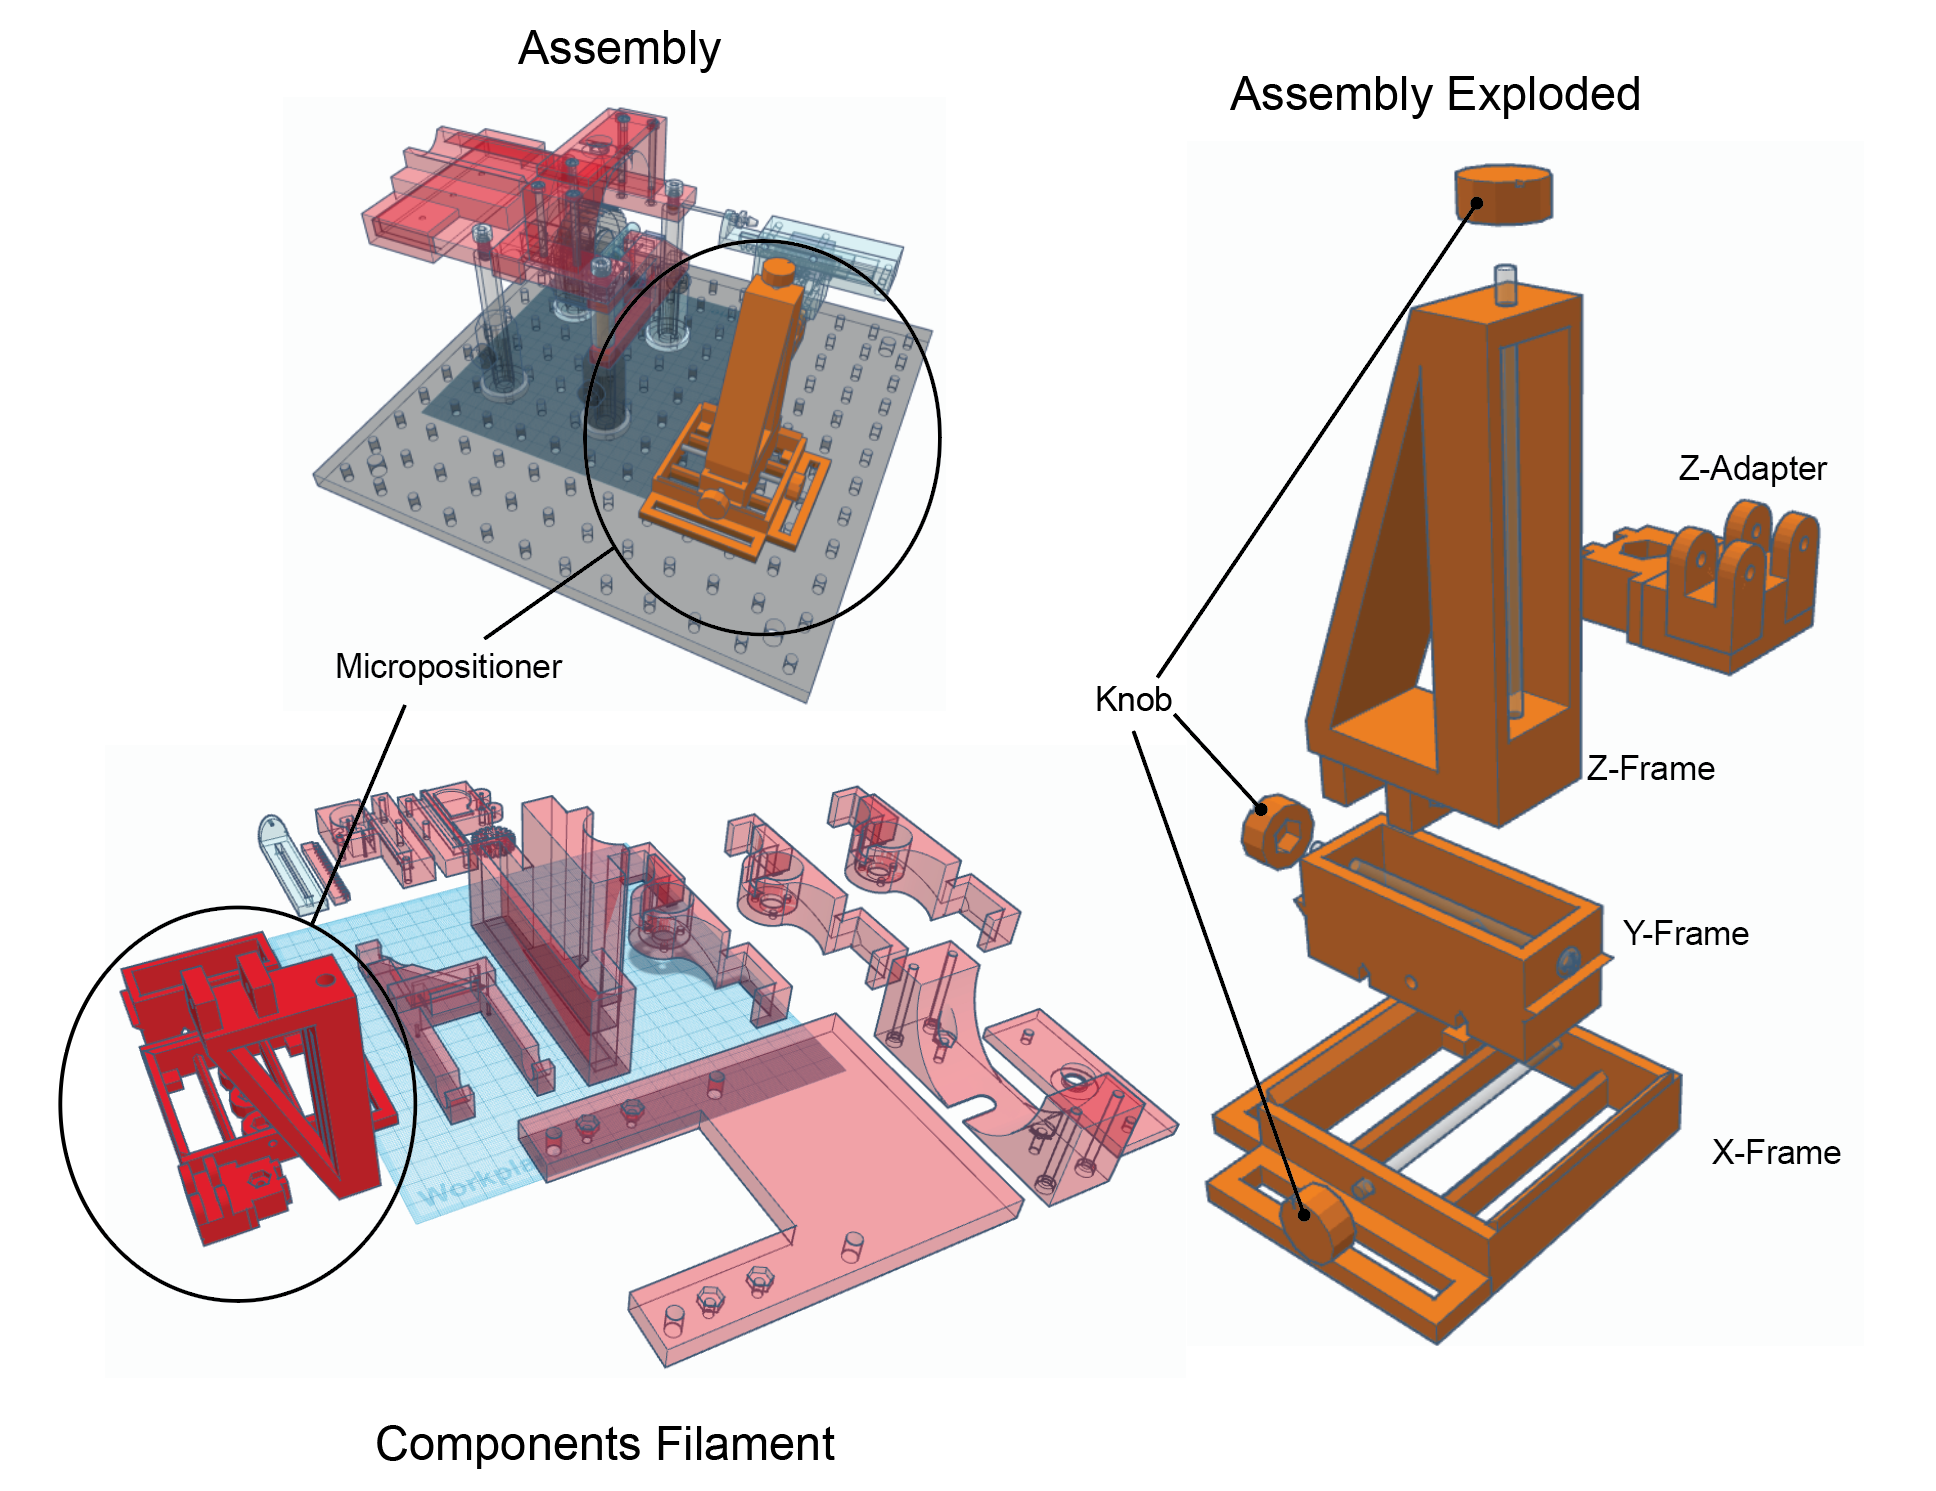 Assembly
Assembly Exploded
Z-Adapter
Micropositioner
Knob
Z-Frame
Y-Frame
X-Frame
Components Filament